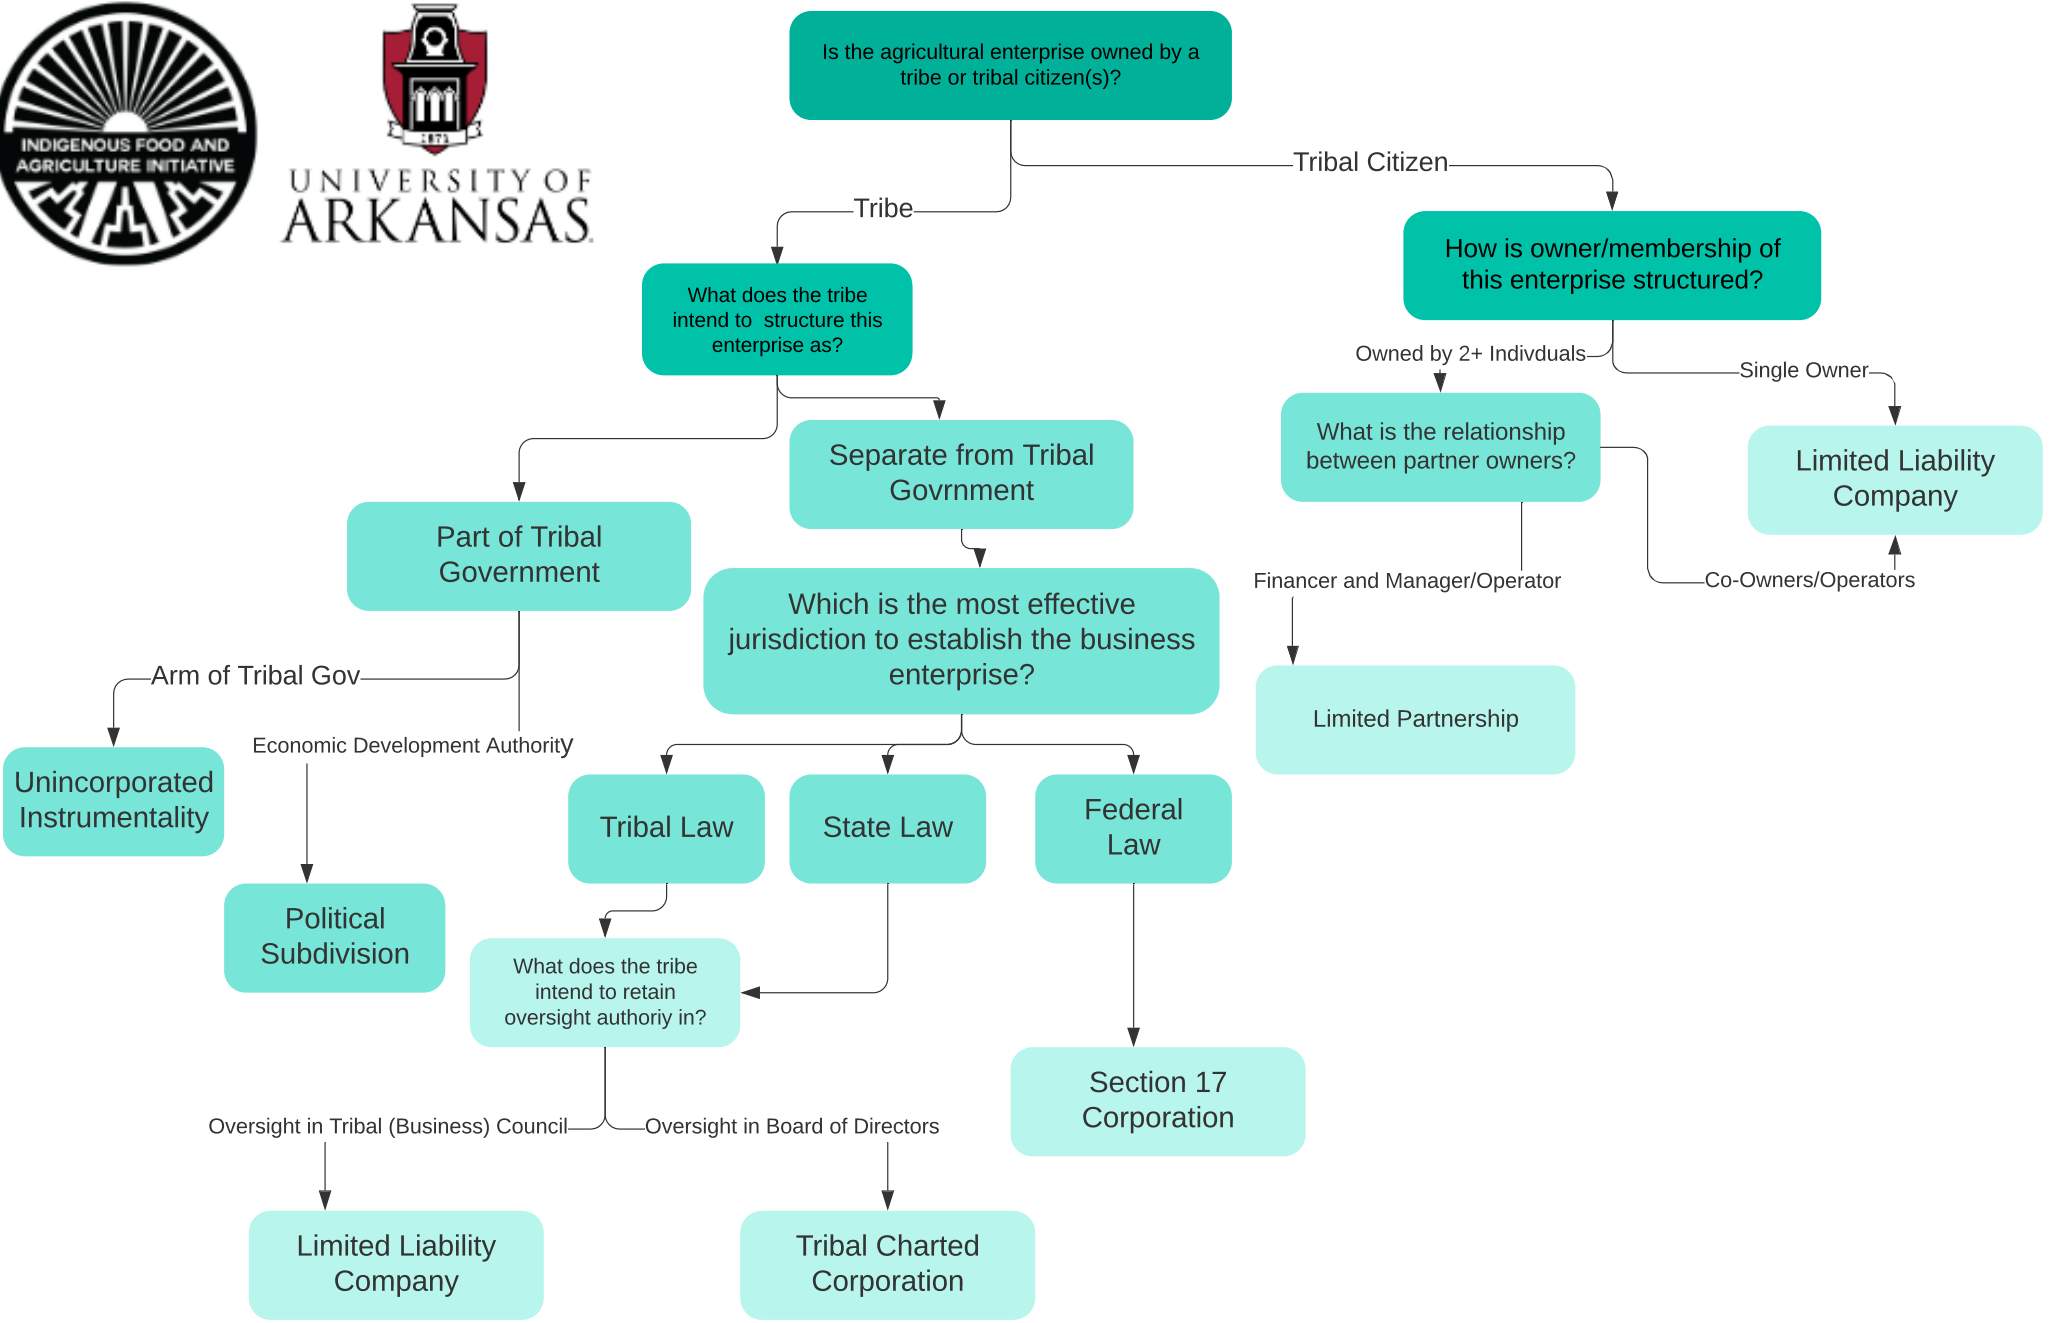 INDIGENOUS FOOD AND
AGRICULTURE INITIATIVE
1871
UNIVERSITY OF
ARKANSAS
Is the agricultural enterprise owned by a
tribe or tribal citizen(s)?
Tribal Citizen
Tribe
How is owner/membership of
this enterprise structured?
What does the tribe
intend to  structure this
enterprise as?
Owned by 2+ Indivduals
Single Owner
What is the relationship
between partner owners?
Separate from Tribal
Govrnment
Limited Liability
Company
Part of Tribal
Government
Financer and Manager/Operator
Co-Owners/Operators
Which is the most effective
jurisdiction to establish the business
enterprise?
Arm of Tribal Gov
Limited Partnership
Economic Development Authority
Unincorporated
Instrumentality
Tribal Law
State Law
Federal
Law
Political
Subdivision
What does the tribe
intend to retain
oversight authoriy in?
Section 17
Corporation
Oversight in Tribal (Business) Council
Oversight in Board of Directors
Limited Liability
Company
Tribal Charted
Corporation